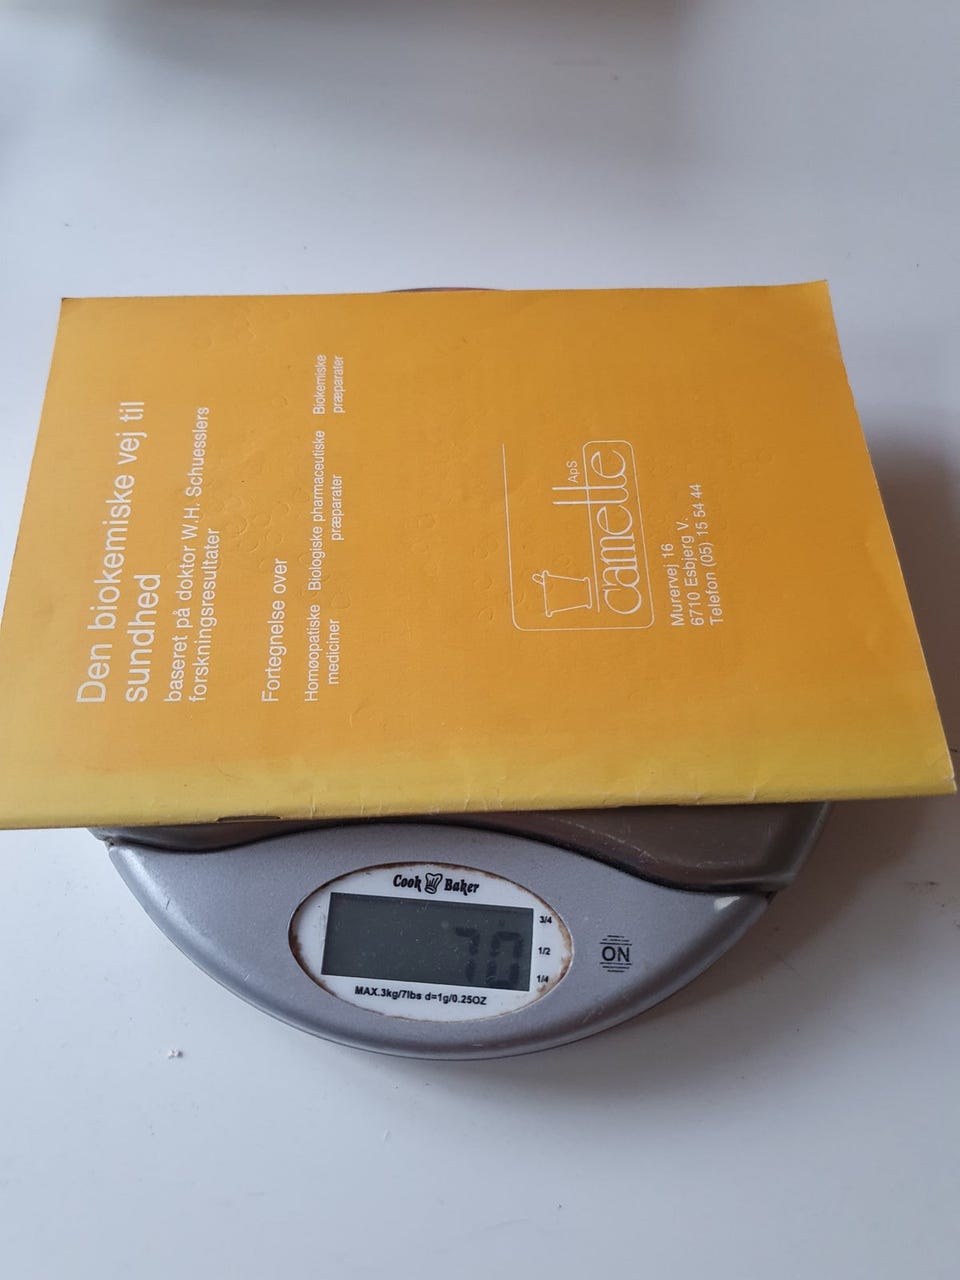 Den biokemiske vej til
sundhed
baseret på doktor W.H. Schuesslers
forskningsresultater
Fortegnelse over
Homøopatiske mediciner
Biologiske pharmaceutiske præparater
Biokemiske præparater
camette ApS
Murervej 16
6710 Esbjerg V.
Telefon (05) 15 54 44
Cook Baker
70
3/4
1/2
1/4
MAX.3kg/7lbs d=1g/0.25OZ
ON